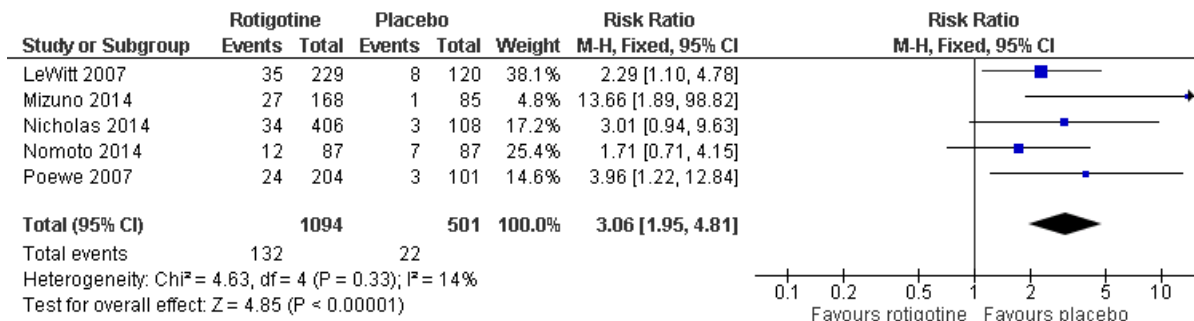 Rotigotine Placebo Risk Ratio Risk Ratio
Study or Subgroup Events Total Events Total Weight M-H, Fixed, 95% CI M-H, Fixed, 95% CI
LeWitt 2007 35 229 8 120 38.1% 2.29 [1.10, 4.78]
Mizuno 2014 27 168 1 85 4.8% 13.66 [1.89, 98.82]
Nicholas 2014 34 406 3 108 17.2% 3.01 [0.94, 9.63]
Nomoto 2014 12 87 7 87 25.4% 1.71 [0.71, 4.15]
Poewe 2007 24 204 3 101 14.6% 3.96 [1.22, 12.84]
Total (95% CI) 1094 501 100.0% 3.06 [1.95, 4.81]
Total events 132 22
Heterogeneity: Chi² = 4.63, df = 4 (P = 0.33); I² = 14%
Test for overall effect: Z = 4.85 (P < 0.00001)
0.1 0.2 0.5 1 2 5 10
Favours rotigotine Favours placebo